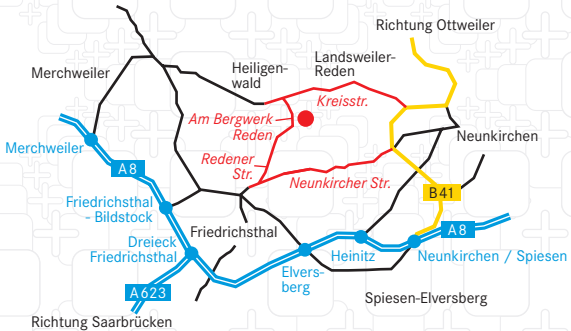 Richtung Ottweiler
Landsweiler-
Reden
Heiligen-
wald
Merchweiler
Kreisstr.
Am Bergwerk
Reden
Neunkirchen
Merchweiler
Redener
Str.
A8
Neunkircher Str.
B41
Friedrichsthal
- Bildstock
Friedrichsthal
A8
Dreieck
Friedrichsthal
Heinitz
Neunkirchen / Spiesen
Elvers-
berg
A623
Spiesen-Elversberg
Richtung Saarbrücken